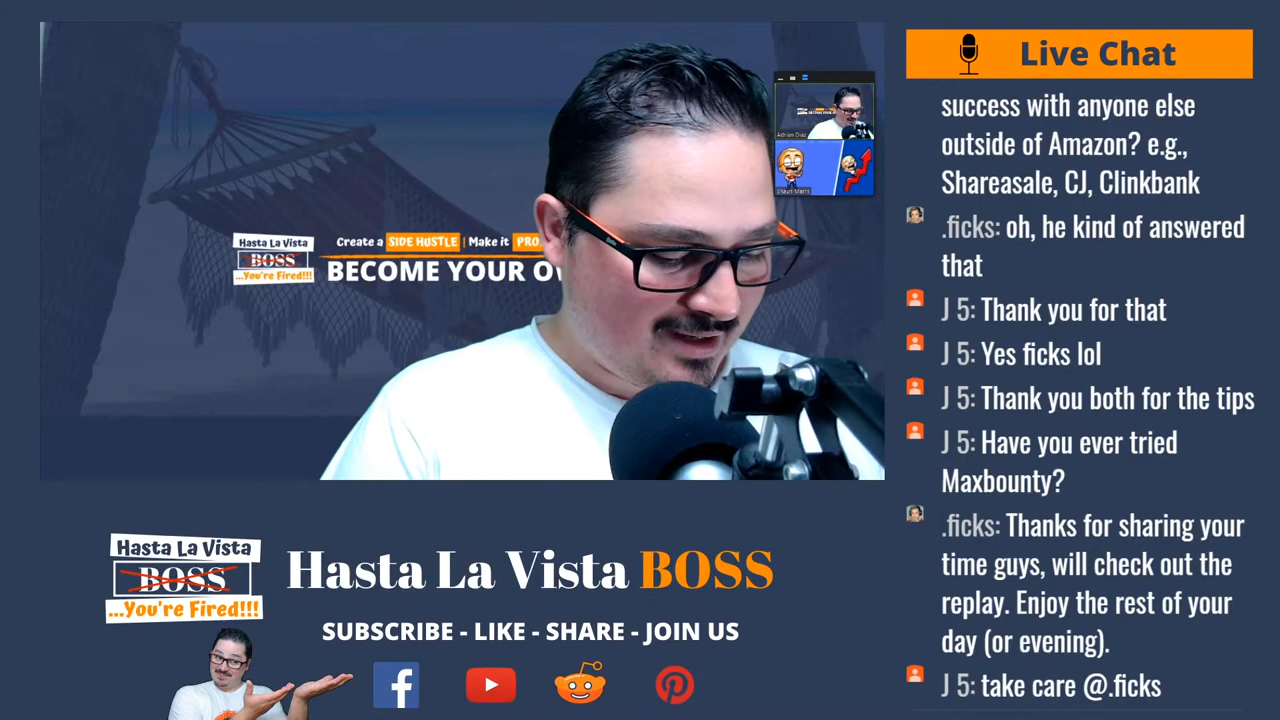 Live Chat
success with anyone else
outside of Amazon? e.g.,
Shareasale, CJ, Clinkbank
.ficks: oh, he kind of answered
that
J 5: Thank you for that
J 5: Yes ficks lol
J 5: Thank you both for the tips
J 5: Have you ever tried
Maxbounty?
.ficks: Thanks for sharing your
time guys, will check out the
replay. Enjoy the rest of your
day (or evening).
J 5: take care @.ficks
Hasta La Vista
BOSS
...You're Fired!!!
Create a SIDE HUSTLE | Make it PRO
BECOME YOUR OW
Adrian Diaz
Shaun Marrs
Hasta La Vista
BOSS
...You're Fired!!!
Hasta La Vista BOSS
SUBSCRIBE - LIKE - SHARE - JOIN US